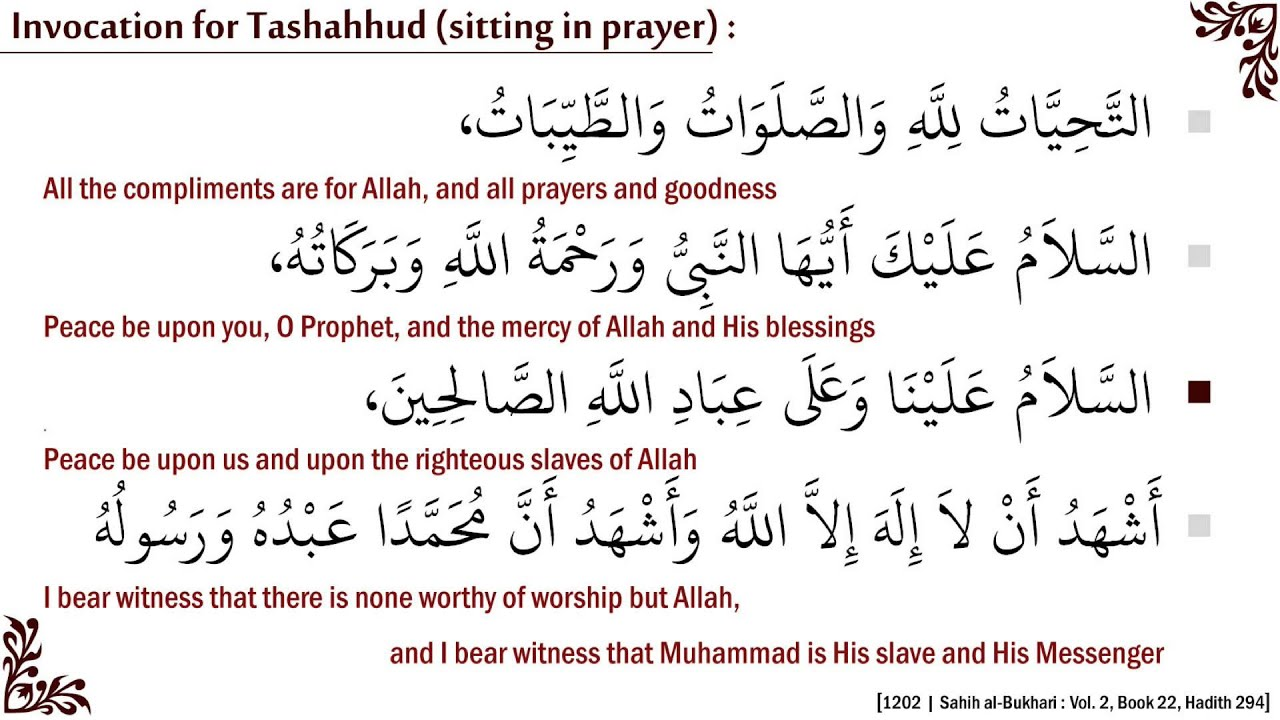 Invocation for Tashahhud (sitting in prayer) :
التَّحِيَّاتُ لِلَّهِ وَالصَّلَوَاتُ وَالطَّيِّبَاتُ،
All the compliments are for Allah, and all prayers and goodness
السَّلاَمُ عَلَيْكَ أَيُّهَا النَّبِيُّ وَرَحْمَةُ اللَّهِ وَبَرَكَاتُهُ،
Peace be upon you, O Prophet, and the mercy of Allah and His blessings
السَّلاَمُ عَلَيْنَا وَعَلَى عِبَادِ اللَّهِ الصَّالِحِينَ،
Peace be upon us and upon the righteous slaves of Allah
أَشْهَدُ أَنْ لاَ إِلَهَ إِلاَّ اللَّهُ وَأَشْهَدُ أَنَّ مُحَمَّدًا عَبْدُهُ وَرَسُولُهُ
I bear witness that there is none worthy of worship but Allah,
and I bear witness that Muhammad is His slave and His Messenger
[1202 | Sahih al-Bukhari : Vol. 2, Book 22, Hadith 294]